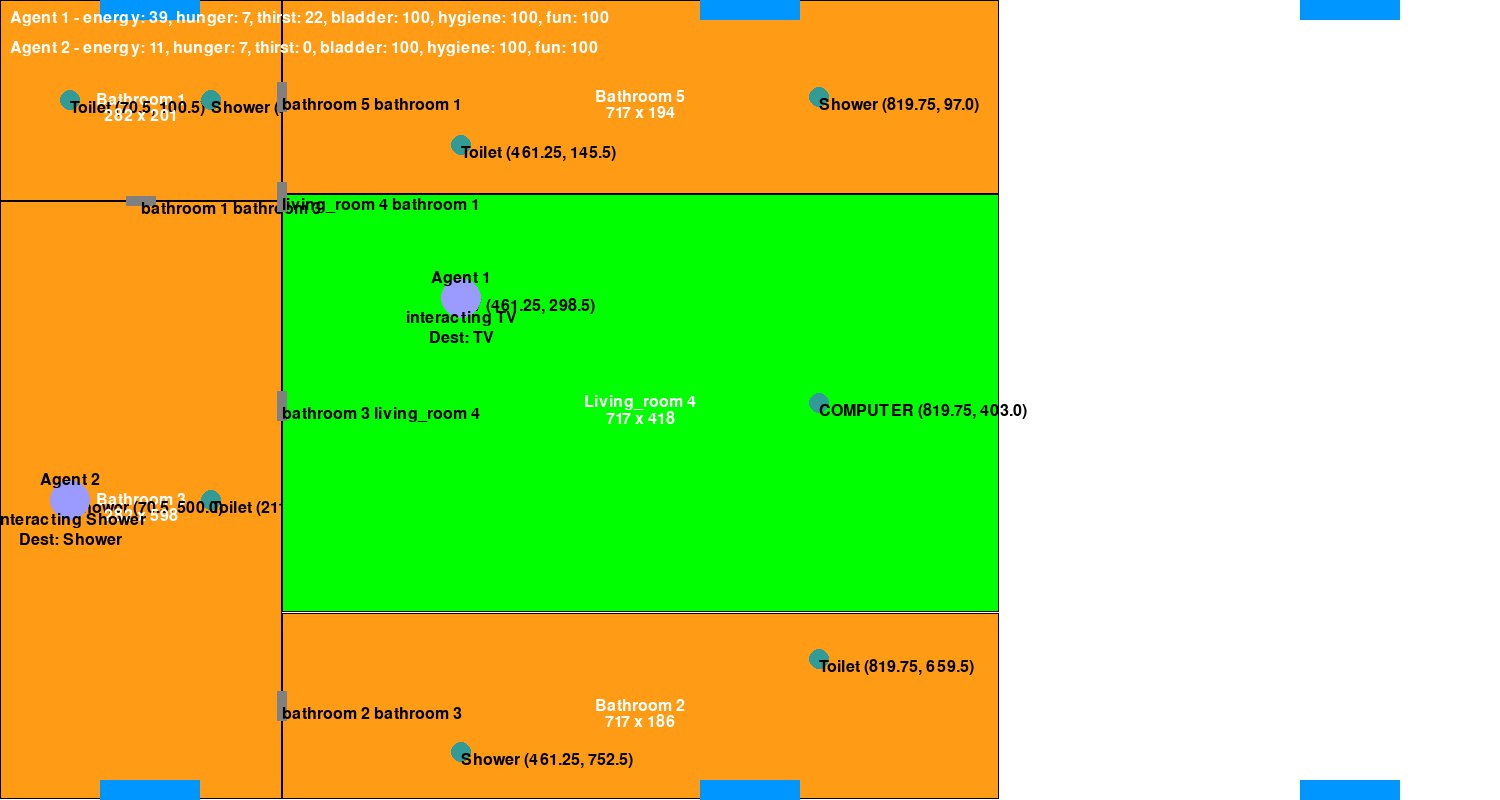 Agent 1 - energy: 39, hunger: 7, thirst: 22, bladder: 100, hygiene: 100, fun: 100
Agent 2 - energy: 11, hunger: 7, thirst: 0, bladder: 100, hygiene: 100, fun: 100
Bathroom 1
282 x 201
Toilet (70.5, 100.5)
Shower (
bathroom 5 bathroom 1
Bathroom 5
717 x 194
Shower (819.75, 97.0)
Toilet (461.25, 145.5)
bathroom 1 bathroom 3
living_room 4 bathroom 1
Agent 1
(461.25, 298.5)
interacting TV
Dest: TV
bathroom 3 living_room 4
Living_room 4
717 x 418
COMPUTER (819.75, 403.0)
Agent 2
Bathroom 3
282 x 598
(70.5, 500.0)
Toilet (211
nteracting Shower
Dest: Shower
Toilet (819.75, 659.5)
bathroom 2 bathroom 3
Bathroom 2
717 x 186
Shower (461.25, 752.5)